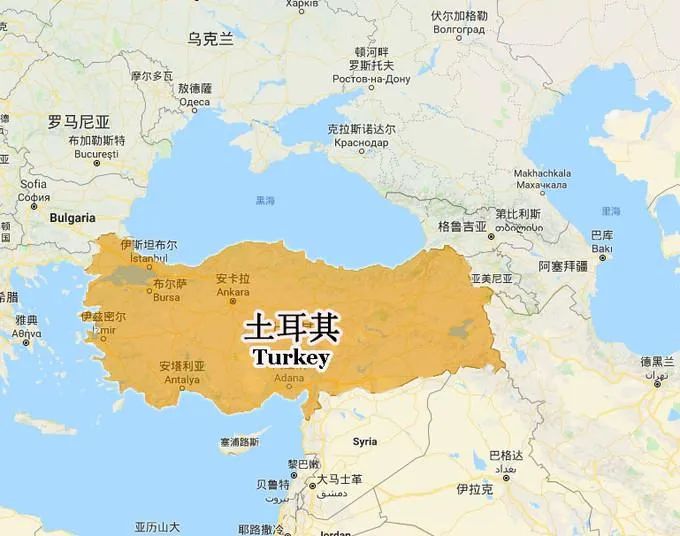 Харків
乌克兰
伏尔加格勒
Волгоград
顿河畔
罗斯托夫
Ростов-на-Дону
摩尔多瓦
敖德薩
Одеса
罗马尼亚
布加勒斯特
București
克拉斯诺达尔
Краснодар
Makhachkala
Махачкала
Sofia
София
Bulgaria
黑海
里海
第比利斯
თბილისი
格鲁吉亚
巴库
Bakı
伊斯坦布尔
İstanbul
亚美尼亚
阿塞拜疆
布尔萨
Bursa
安卡拉
Ankara
希腊
雅典
Αθήνα
伊兹密尔
İzmir
土耳其
Turkey
德黑兰
تهران
安塔利亚
Antalya
Adana
塞浦路斯
Syria
黎巴嫩
贝鲁特
大马士革
دمشق
巴格达
بغداد
伊拉克
亚历山大
耶路撒冷
Jordan